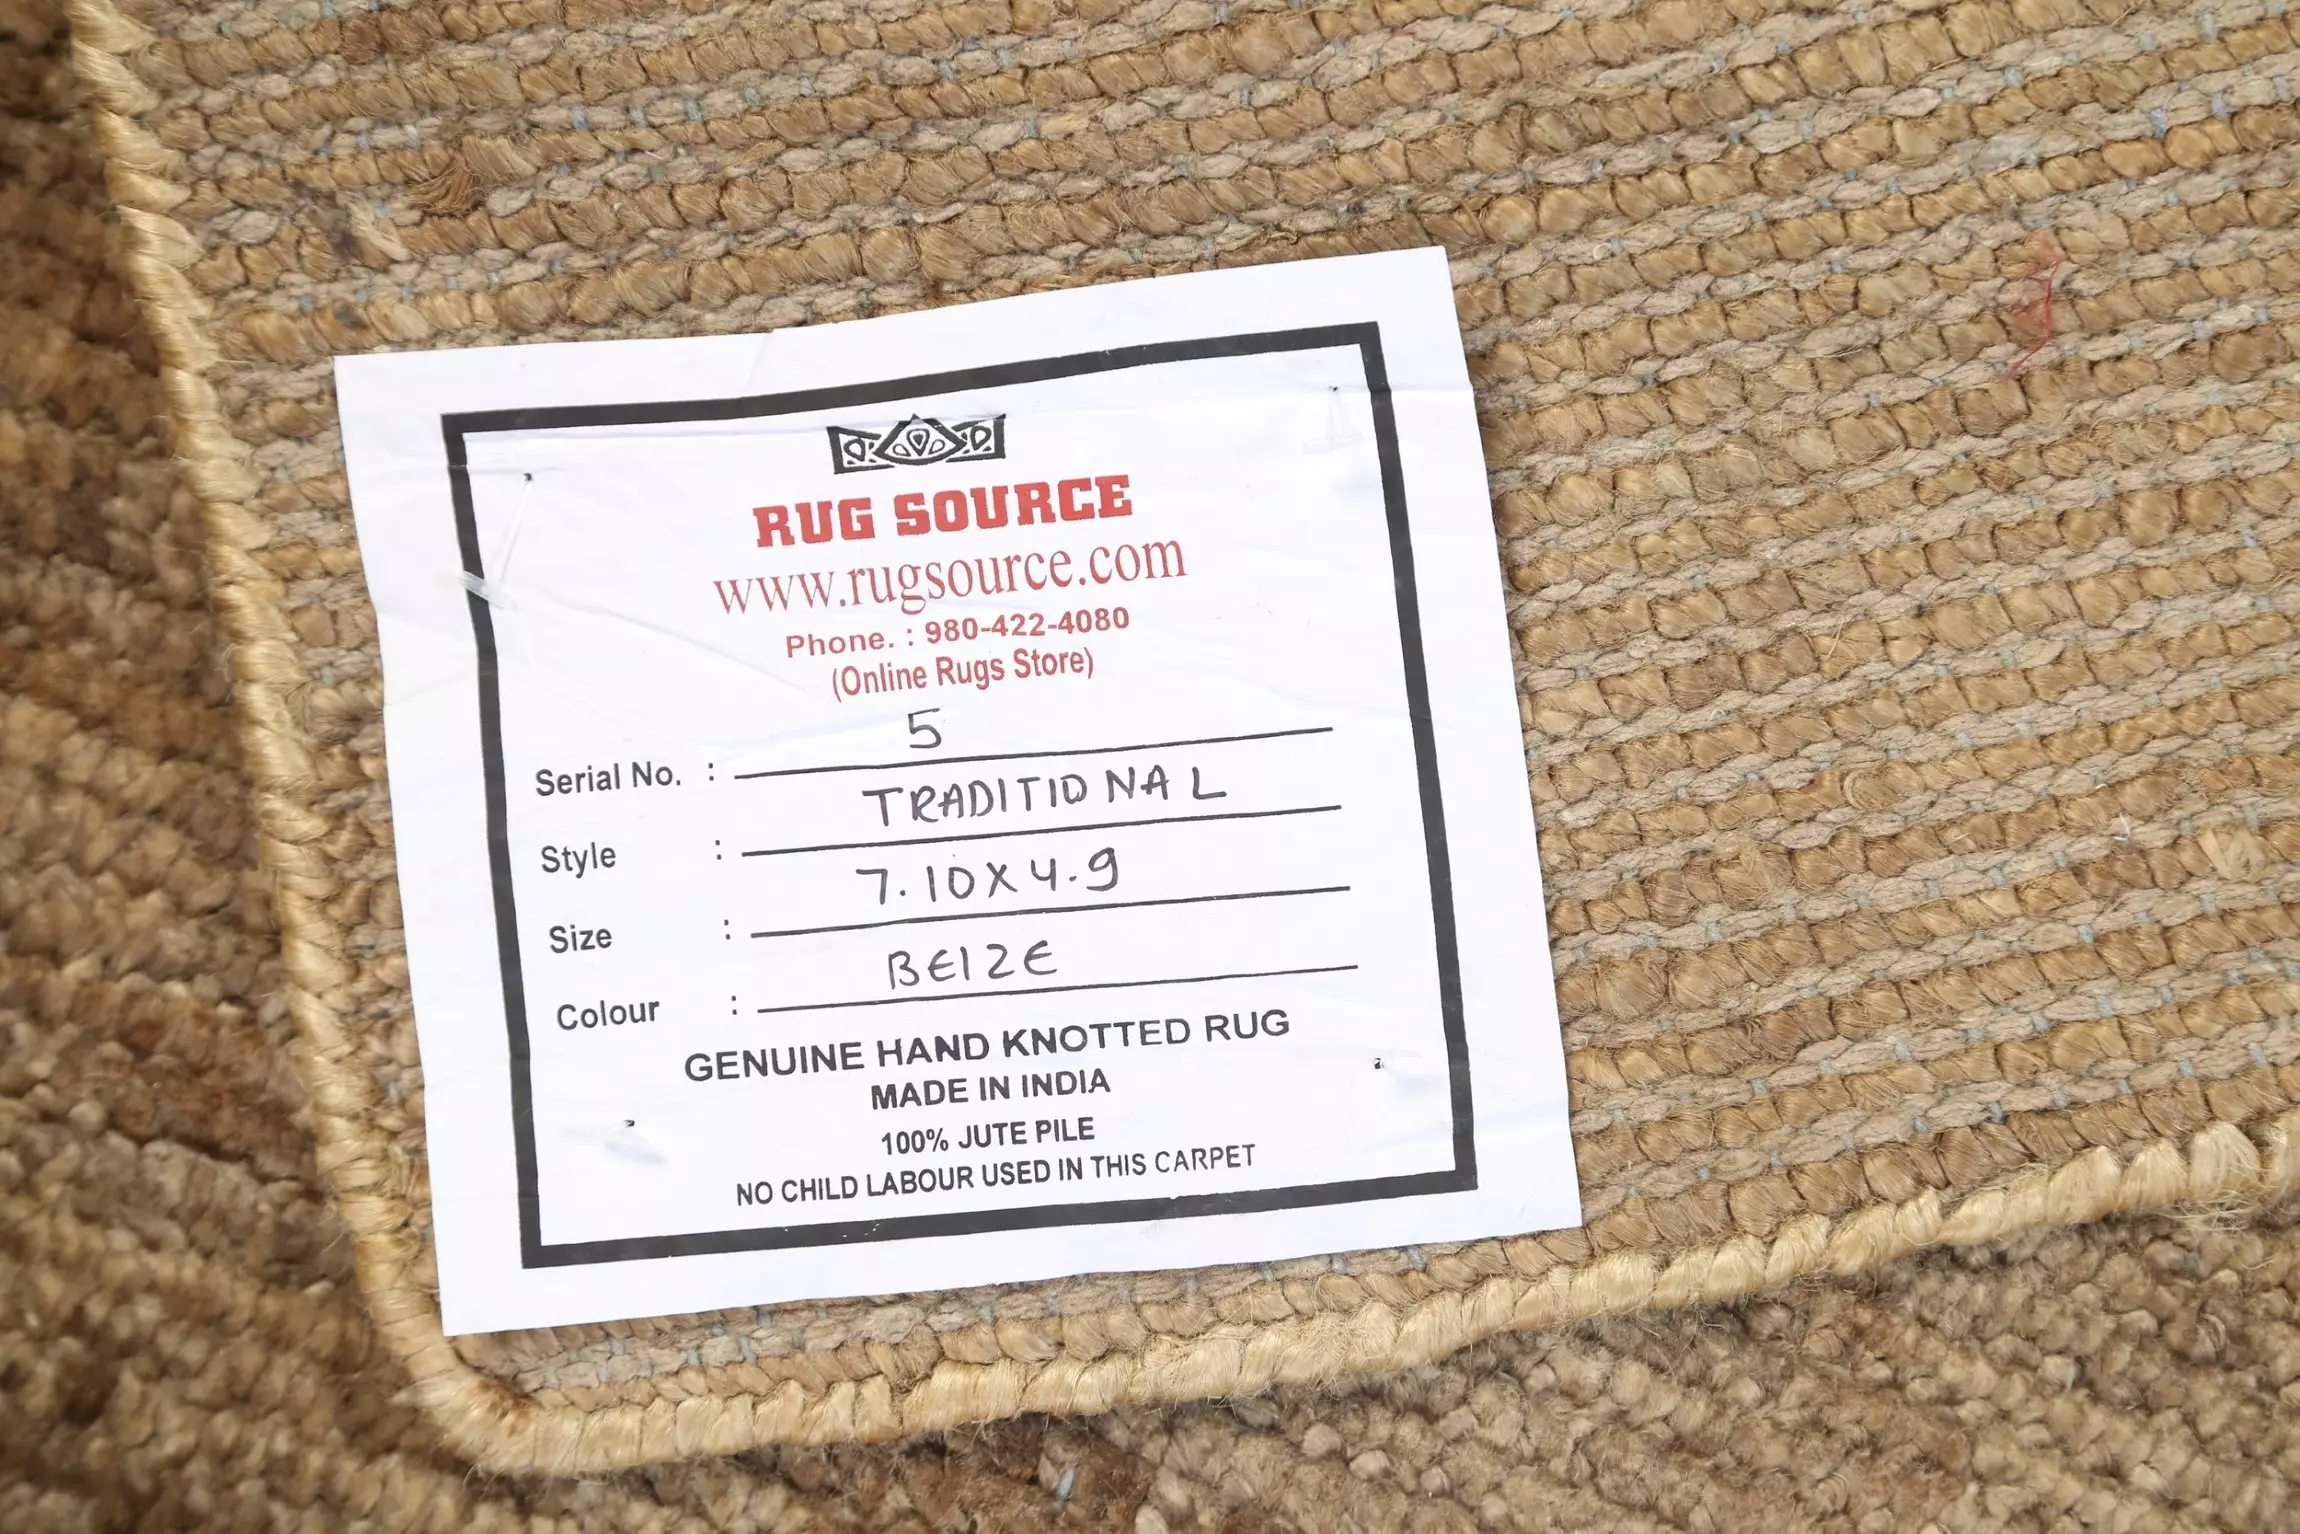 RUG SOURCE
www.rugsource.com
Phone. : 980-422-4080
(Online Rugs Store)
Serial No. : 5
Style : TRADITIONAL
Size : 7.10X4.9
Colour : BEIZE
GENUINE HAND KNOTTED RUG
MADE IN INDIA
100% JUTE PILE
NO CHILD LABOUR USED IN THIS CARPET